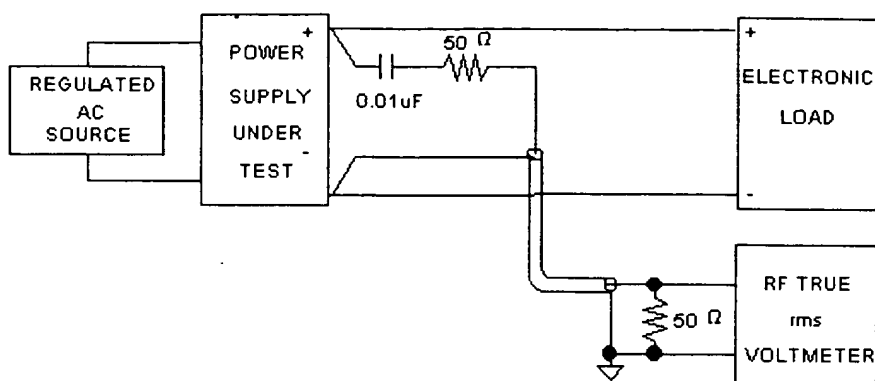 REGULATED
AC
SOURCE
+
POWER
SUPPLY
UNDER
TEST
-
0.01uF
50 Ω
+
ELECTRONIC
LOAD
-
50 Ω
RF TRUE
rms
VOLTMETER